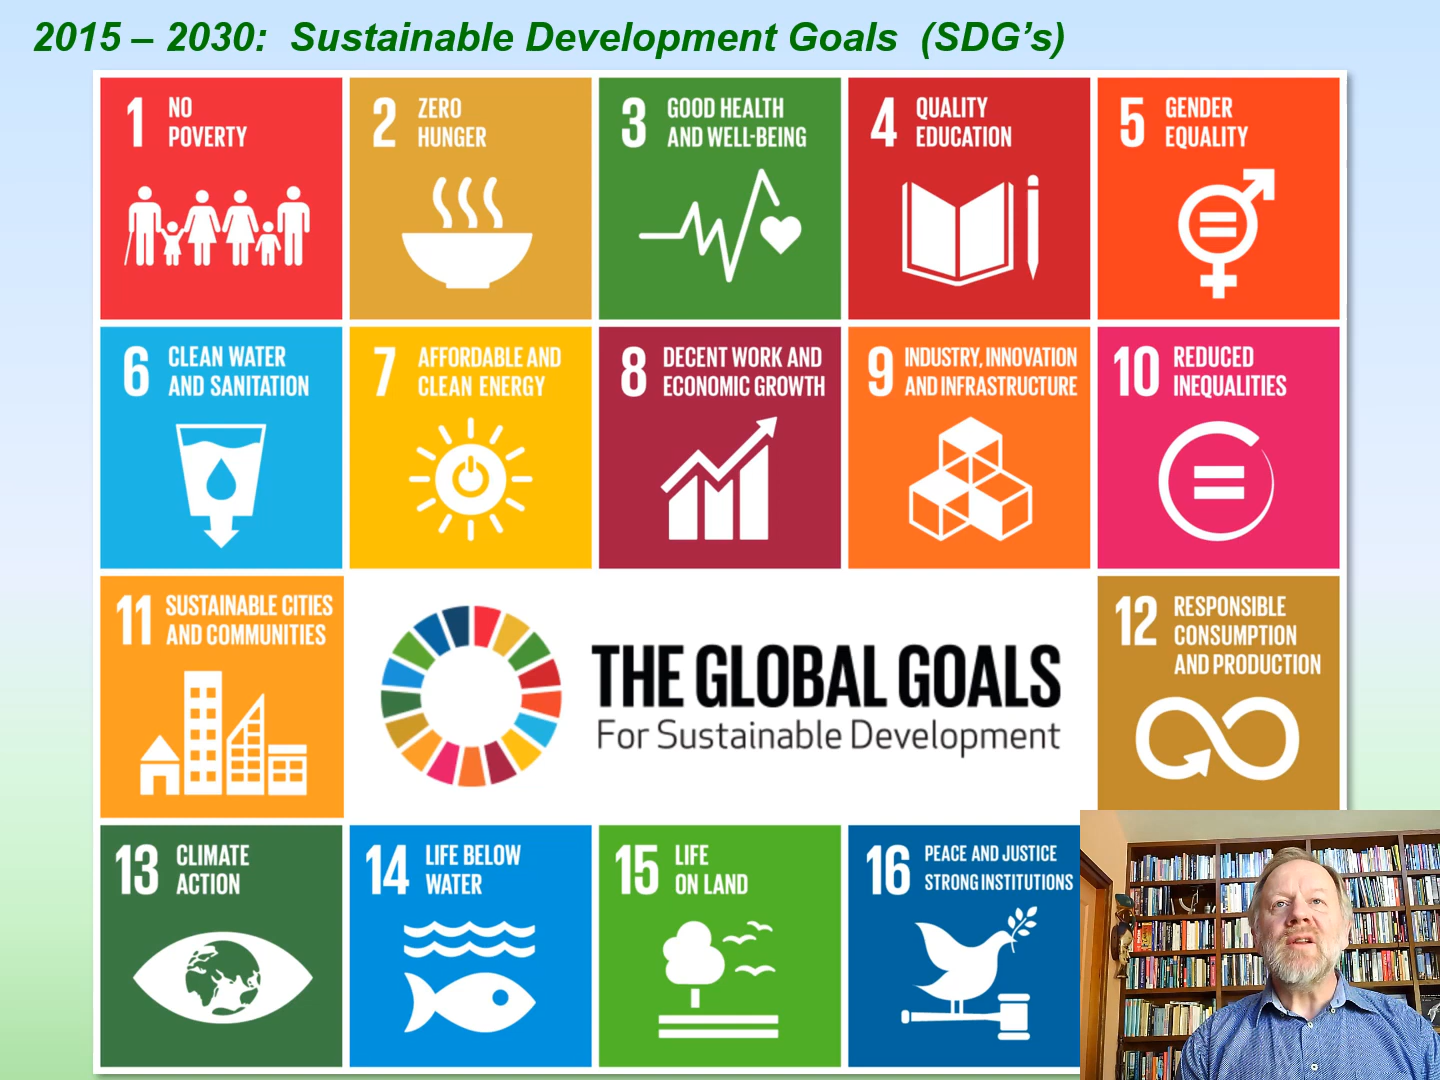 2015 – 2030:  Sustainable Development Goals  (SDG's)
1 NO
POVERTY
2 ZERO
HUNGER
3 GOOD HEALTH
AND WELL-BEING
4 QUALITY
EDUCATION
5 GENDER
EQUALITY
6 CLEAN WATER
AND SANITATION
7 AFFORDABLE AND
CLEAN ENERGY
8 DECENT WORK AND
ECONOMIC GROWTH
9 INDUSTRY, INNOVATION
AND INFRASTRUCTURE
10 REDUCED
INEQUALITIES
11 SUSTAINABLE CITIES
AND COMMUNITIES
THE GLOBAL GOALS
For Sustainable Development
12 RESPONSIBLE
CONSUMPTION
AND PRODUCTION
13 CLIMATE
ACTION
14 LIFE BELOW
WATER
15 LIFE
ON LAND
16 PEACE AND JUSTICE
STRONG INSTITUTIONS